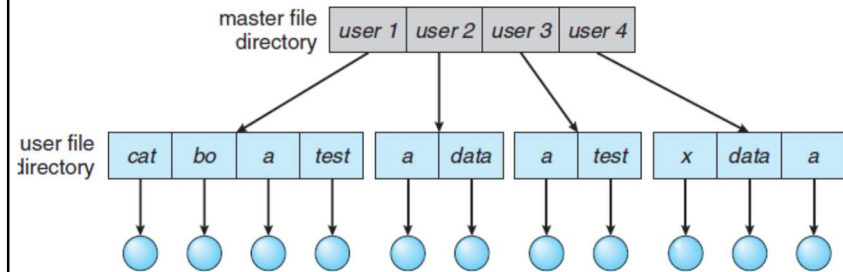 master file
directory
user 1 user 2 user 3 user 4
user file
directory
cat bo a test a data a test x data a